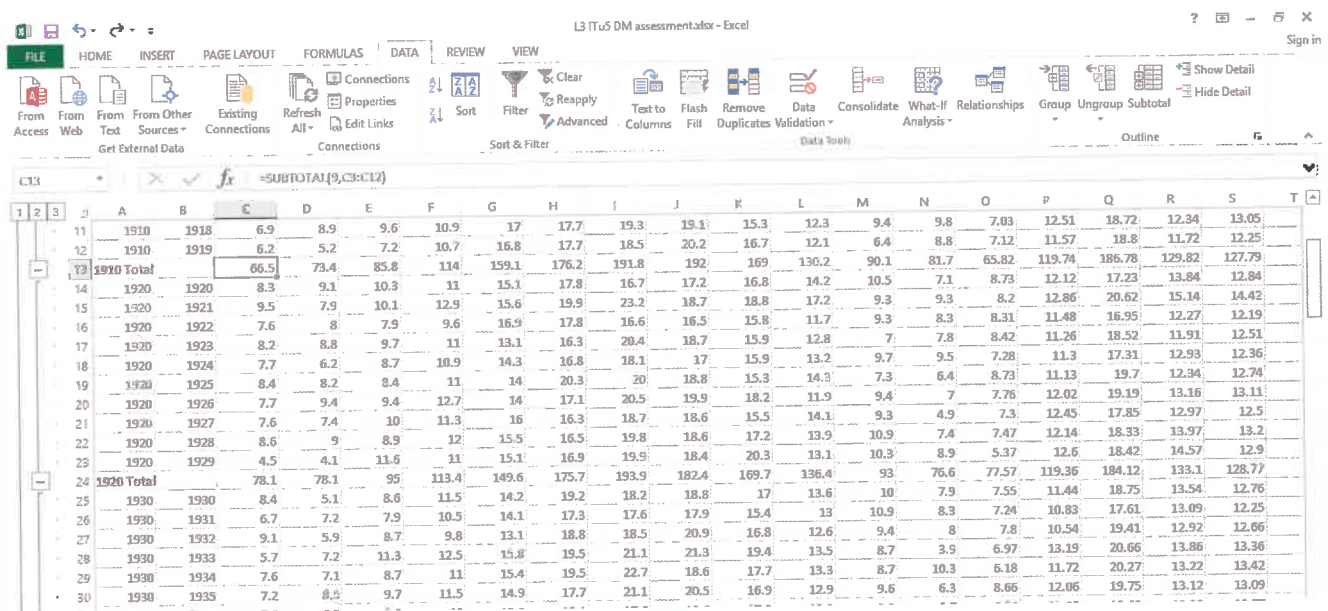 L3 ITu5 DM assessment.xlsx - Excel
Sign in
FILE HOME INSERT PAGE LAYOUT FORMULAS DATA REVIEW VIEW
From Access From Web From Text From Other Sources Existing Connections
Get External Data
Refresh All Connections Properties Edit Links
Connections
Sort Filter Clear Reapply Advanced
Sort & Filter
Text to Columns Flash Fill Remove Duplicates Data Validation Consolidate What-If Analysis Relationships
Data Tools
Group Ungroup Subtotal Show Detail Hide Detail
Outline
C13 fx =SUBTOTAL(9,C3:C12)
1 2 3 A B C D E F G H I J K L M N O P Q R S T
11 1910 1918 6.9 8.9 9.6 10.9 17 17.7 19.3 19.1 15.3 12.3 9.4 9.8 7.03 12.51 18.72 12.34 13.05
12 1910 1919 6.2 5.2 7.2 10.7 16.8 17.7 18.5 20.2 16.7 12.1 6.4 8.8 7.12 11.57 18.8 11.72 12.25
13 1910 Total 66.5 73.4 85.8 114 159.1 176.2 191.8 192 169 130.2 90.1 81.7 65.82 119.74 186.78 129.82 127.79
14 1920 1920 8.3 9.1 10.3 11 15.1 17.8 16.7 17.2 16.8 14.2 10.5 7.1 8.73 12.12 17.23 13.84 12.84
15 1920 1921 9.5 7.9 10.1 12.9 15.6 19.9 23.2 18.7 18.8 17.2 9.3 9.3 8.2 12.86 20.62 15.14 14.42
16 1920 1922 7.6 8 7.9 9.6 16.9 17.8 16.6 16.5 15.8 11.7 9.3 8.3 8.31 11.48 16.95 12.27 12.19
17 1920 1923 8.2 8.8 9.7 11 13.1 16.3 20.4 18.7 15.9 12.8 7 7.8 8.42 11.26 18.52 11.91 12.51
18 1920 1924 7.7 6.2 8.7 10.9 14.3 16.8 18.1 17 15.9 13.2 9.7 9.5 7.28 11.3 17.31 12.93 12.36
19 1920 1925 8.4 8.2 8.4 11 14 20.3 20 18.8 15.3 14.3 7.3 6.4 8.73 11.13 19.7 12.34 12.74
20 1920 1926 7.7 9.4 9.4 12.7 14 17.1 20.5 19.9 18.2 11.9 9.4 7 7.76 12.02 19.19 13.16 13.11
21 1920 1927 7.6 7.4 10 11.3 16 16.3 18.7 18.6 15.5 14.1 9.3 4.9 7.3 12.45 17.85 12.97 12.5
22 1920 1928 8.6 9 8.9 12 15.5 16.5 19.8 18.6 17.2 13.9 10.9 7.4 7.47 12.14 18.33 13.97 13.2
23 1920 1929 4.5 4.1 11.6 11 15.1 16.9 19.9 18.4 20.3 13.1 10.3 8.9 5.37 12.6 18.42 14.57 12.9
24 1920 Total 78.1 78.1 95 113.4 149.6 175.7 193.9 182.4 169.7 136.4 93 76.6 77.57 119.36 184.12 133.1 128.77
25 1930 1930 8.4 5.1 8.6 11.5 14.2 19.2 18.2 18.8 17 13.6 10 7.9 7.55 11.44 18.75 13.54 12.76
26 1930 1931 6.7 7.2 7.9 10.5 14.1 17.3 17.6 17.9 15.4 13 10.9 8.3 7.24 10.83 17.61 13.09 12.25
27 1930 1932 9.1 5.9 8.7 9.8 13.1 18.8 18.5 20.9 16.8 12.6 9.4 8 7.8 10.54 19.41 12.92 12.66
28 1930 1933 5.7 7.2 11.3 12.5 15.8 19.5 21.1 21.3 19.4 13.5 8.7 3.9 6.97 13.19 20.66 13.86 13.36
29 1930 1934 7.6 7.1 8.7 11 15.4 19.5 22.7 18.6 17.7 13.3 8.7 10.3 6.18 11.72 20.27 13.22 13.42
30 1930 1935 7.2 8.5 9.7 11.5 14.9 17.7 21.1 20.5 16.9 12.9 9.6 6.3 8.66 12.06 19.75 13.12 13.09